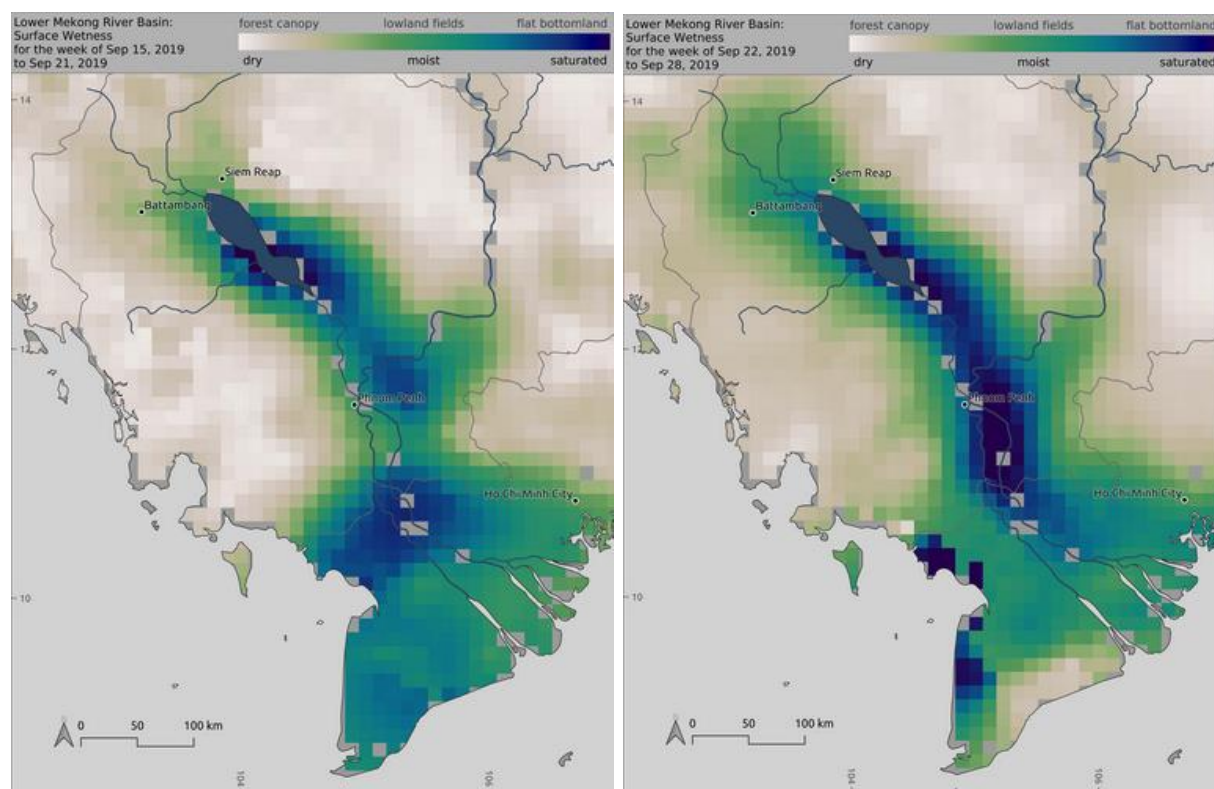 Lower Mekong River Basin:
Surface Wetness
for the week of Sep 15, 2019
to Sep 21, 2019
forest canopy lowland fields flat bottomland
dry moist saturated
14
Siem Reap
Battambang
12
Phnum Penh
Ho Chi Minh City
10
0 50 100 km
104
106
Lower Mekong River Basin:
Surface Wetness
for the week of Sep 22, 2019
to Sep 28, 2019
forest canopy lowland fields flat bottomland
dry moist saturated
14
Siem Reap
Battambang
12
Phnom Penh
Ho Chi Minh City
10
0 50 100 km
104
106